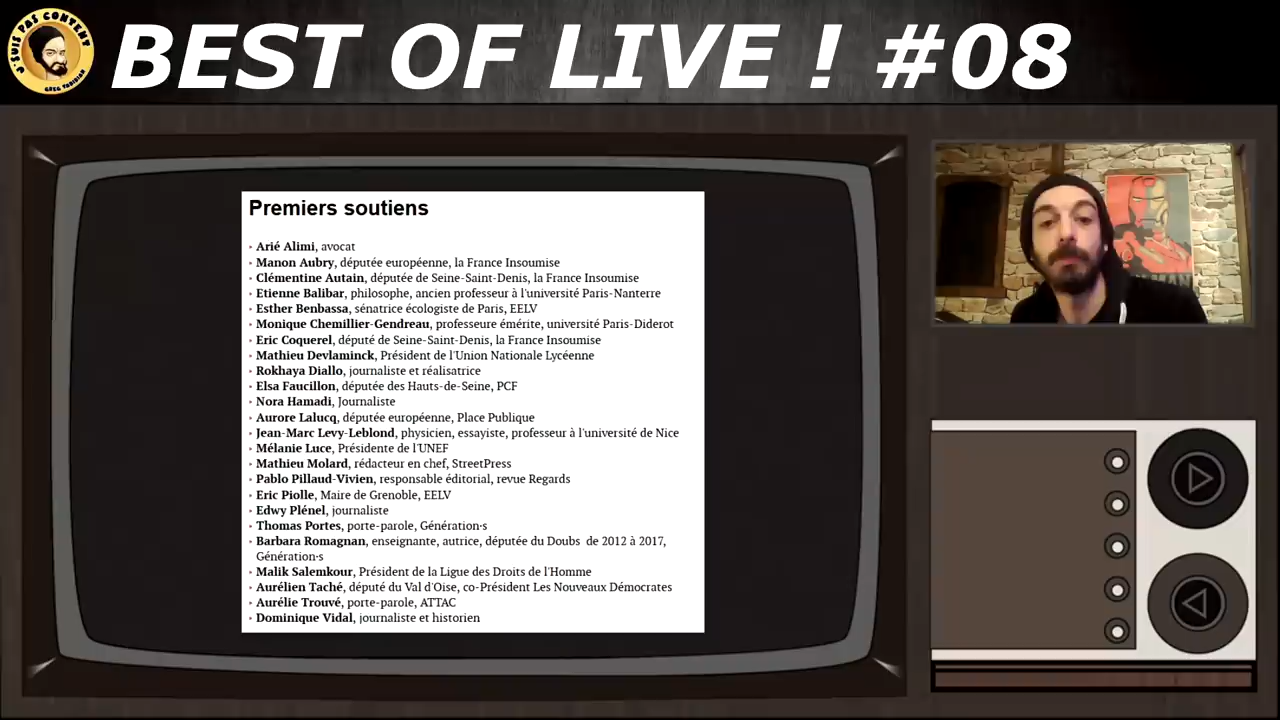 J'SUIS PAS CONTENT
GREG TABIBIAN
BEST OF LIVE ! #08
Premiers soutiens
Arié Alimi, avocat
Manon Aubry, députée européenne, la France Insoumise
Clémentine Autain, députée de Seine-Saint-Denis, la France Insoumise
Etienne Balibar, philosophe, ancien professeur à l'université Paris-Nanterre
Esther Benbassa, sénatrice écologiste de Paris, EELV
Monique Chemillier-Gendreau, professeure émérite, université Paris-Diderot
Eric Coquerel, député de Seine-Saint-Denis, la France Insoumise
Mathieu Devlaminck, Président de l'Union Nationale Lycéenne
Rokhaya Diallo, journaliste et réalisatrice
Elsa Faucillon, députée des Hauts-de-Seine, PCF
Nora Hamadi, Journaliste
Aurore Lalucq, députée européenne, Place Publique
Jean-Marc Levy-Leblond, physicien, essayiste, professeur à l'université de Nice
Mélanie Luce, Présidente de l'UNEF
Mathieu Molard, rédacteur en chef, StreetPress
Pablo Pillaud-Vivien, responsable éditorial, revue Regards
Eric Piolle, Maire de Grenoble, EELV
Edwy Plénel, journaliste
Thomas Portes, porte-parole, Génération·s
Barbara Romagnan, enseignante, autrice, députée du Doubs de 2012 à 2017,
Génération·s
Malik Salemkour, Président de la Ligue des Droits de l'Homme
Aurélien Taché, député du Val d'Oise, co-Président Les Nouveaux Démocrates
Aurélie Trouvé, porte-parole, ATTAC
Dominique Vidal, journaliste et historien